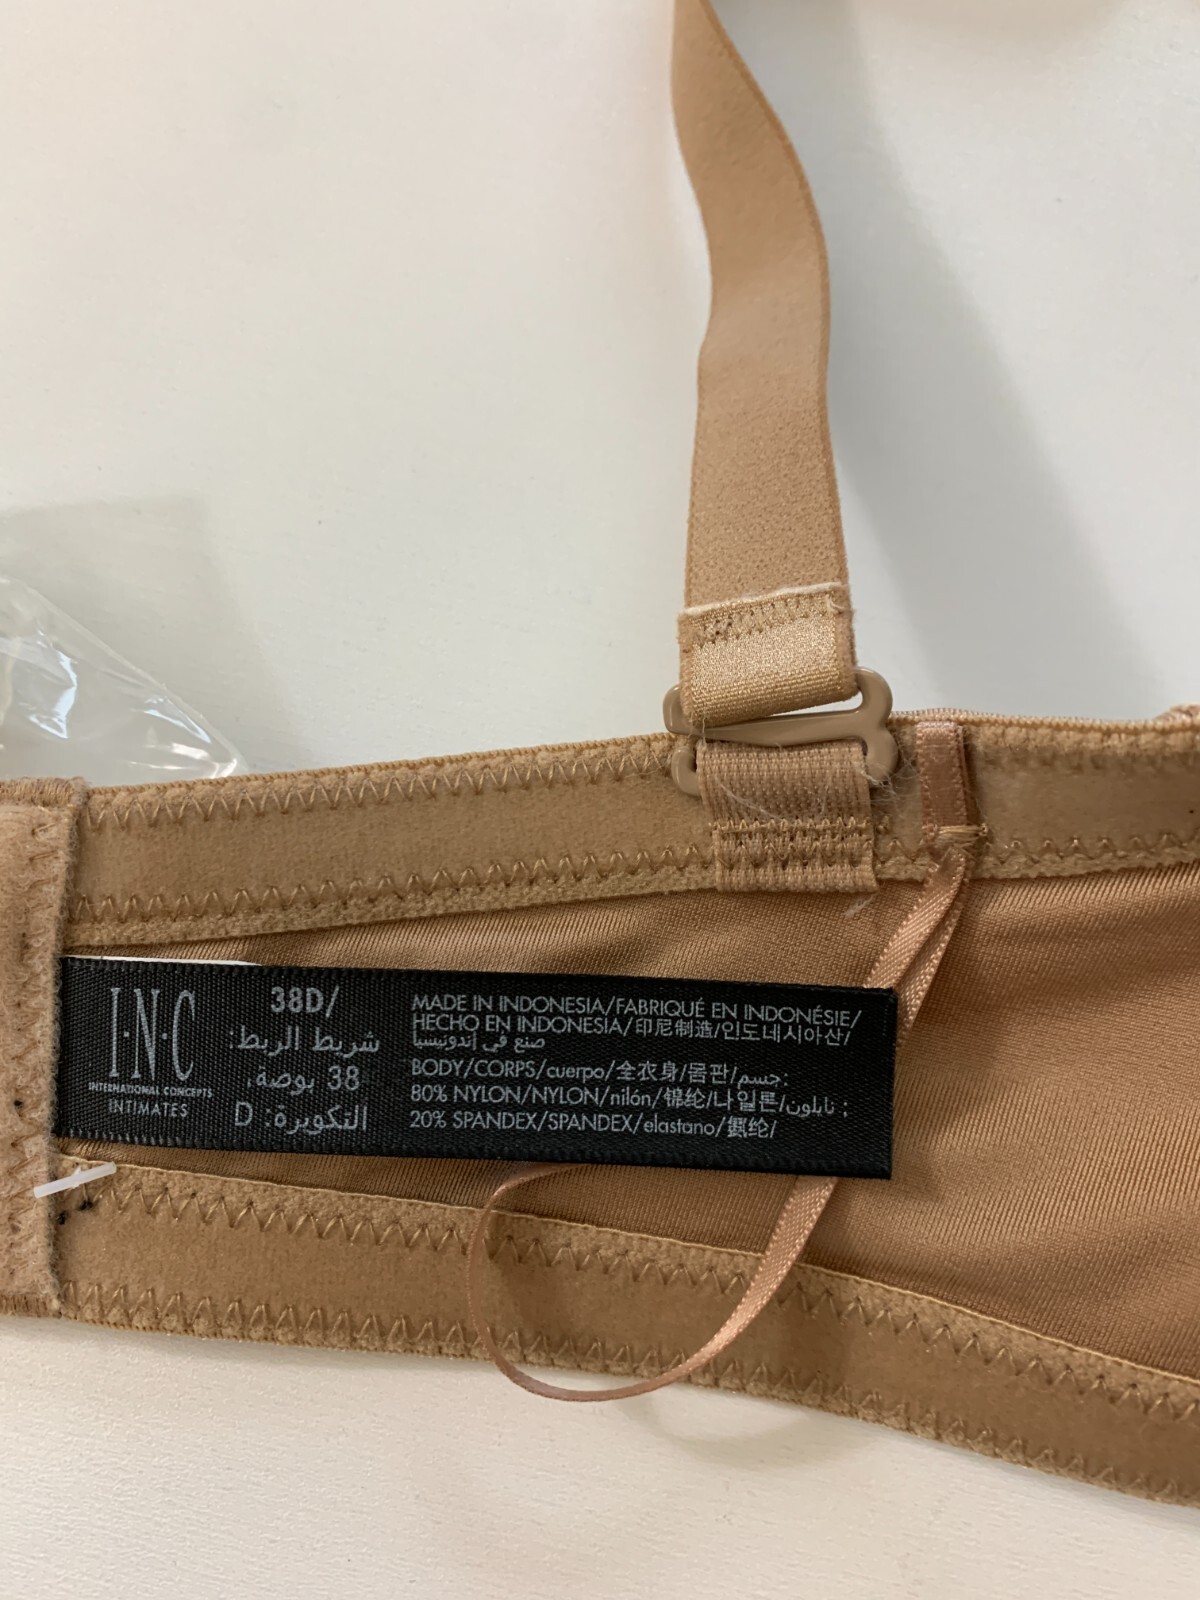 I·N·C
INTERNATIONAL CONCEPTS
INTIMATES
38D/
شريط الربط:
38 بوصة,
التكويرة: D
MADE IN INDONESIA/FABRIQUÉ EN INDONÉSIE/
HECHO EN INDONESIA/印尼制造/인도네시아산/
صنع في إندونيسيا
BODY/CORPS/cuerpo/全衣身/몸판/جسم:
80% NYLON/NYLON/nilón/锦纶/나일론/نايلون ;
20% SPANDEX/SPANDEX/elastano/氨纶/